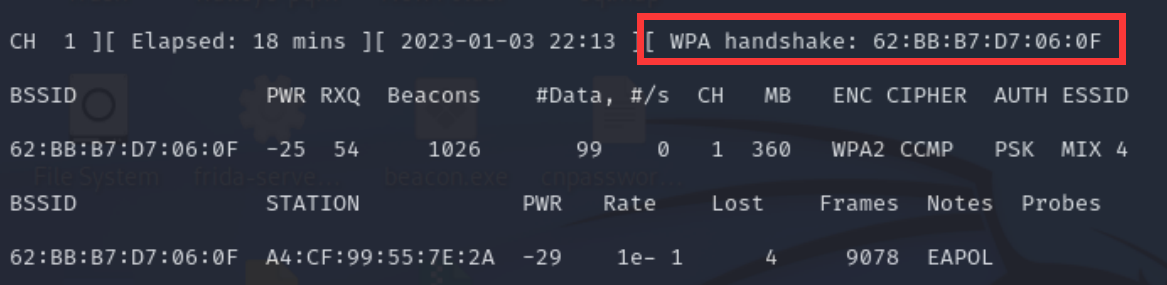 CH 1 ][ Elapsed: 18 mins ][ 2023-01-03 22:13 ][ WPA handshake: 62:BB:B7:D7:06:0F
BSSID PWR RXQ Beacons #Data, #/s CH MB ENC CIPHER AUTH ESSID
62:BB:B7:D7:06:0F -25 54 1026 99 0 1 360 WPA2 CCMP PSK MIX 4
File System frida-serve... beacon.exe cnpasswor...
BSSID STATION PWR Rate Lost Frames Notes Probes
62:BB:B7:D7:06:0F A4:CF:99:55:7E:2A -29 1e- 1 4 9078 EAPOL